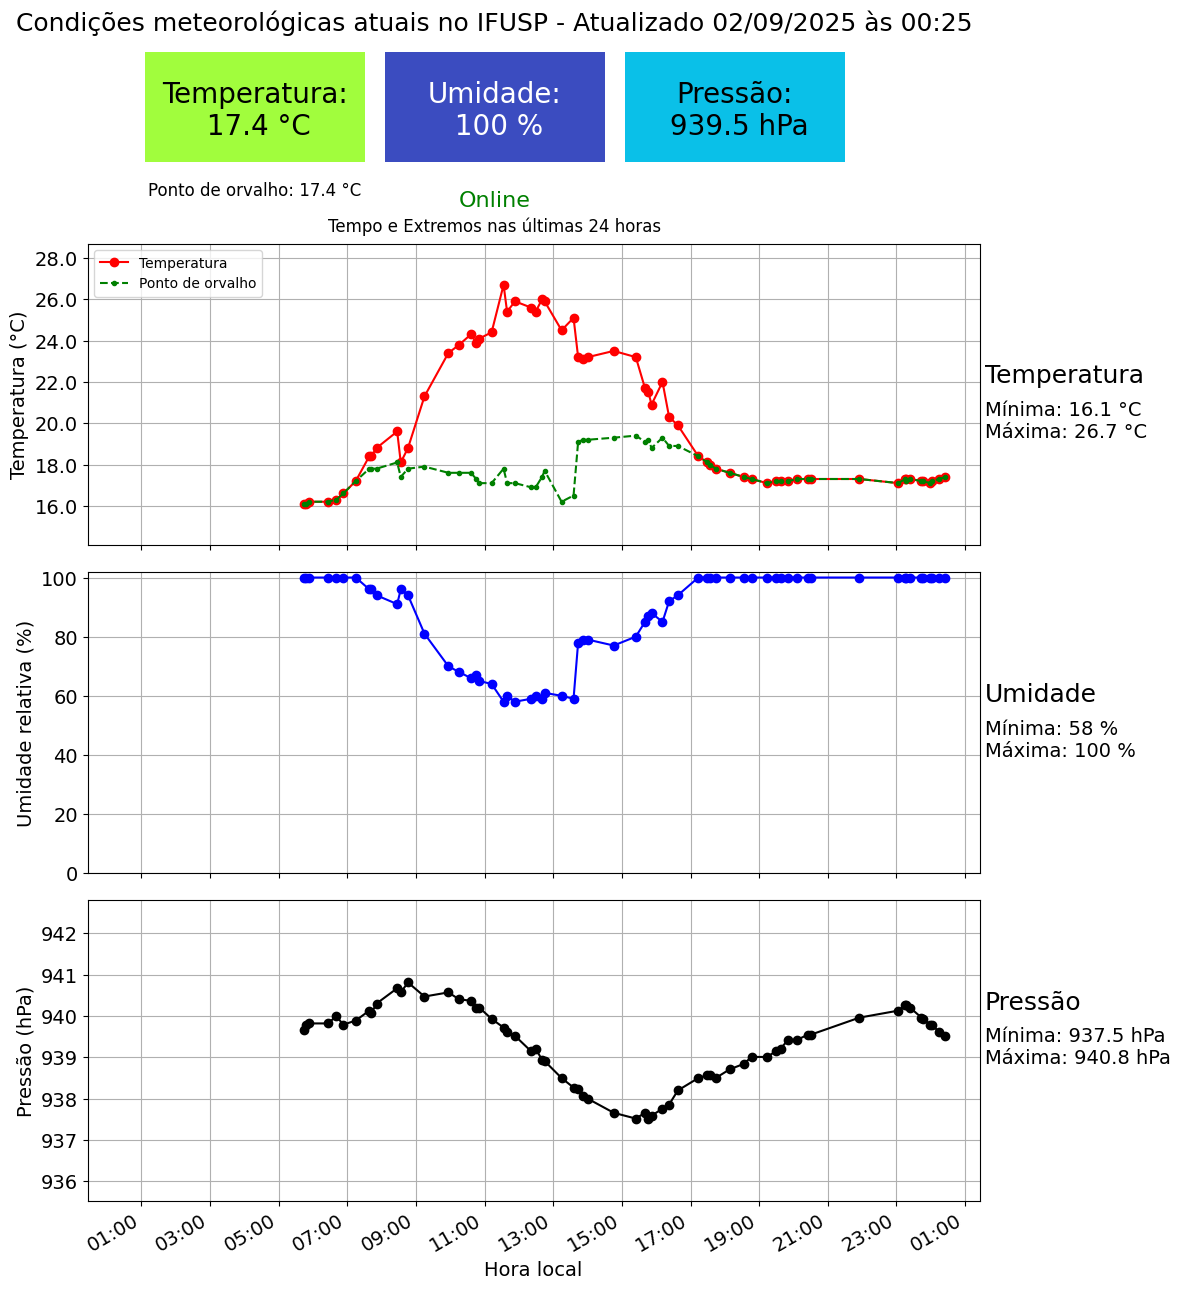 Condições meteorológicas atuais no IFUSP - Atualizado 02/09/2025 às 00:25
Temperatura:
17.4 °C
Umidade:
100 %
Pressão:
939.5 hPa
Ponto de orvalho: 17.4 °C
Online
Tempo e Extremos nas últimas 24 horas
Temperatura (°C)
28.0
26.0
24.0
22.0
20.0
18.0
16.0
Temperatura
Ponto de orvalho
Temperatura
Mínima: 16.1 °C
Máxima: 26.7 °C
Umidade relativa (%)
100
80
60
40
20
0
Umidade
Mínima: 58 %
Máxima: 100 %
Pressão (hPa)
942
941
940
939
938
937
936
Pressão
Mínima: 937.5 hPa
Máxima: 940.8 hPa
01:00
03:00
05:00
07:00
09:00
11:00
13:00
15:00
17:00
19:00
21:00
23:00
01:00
Hora local